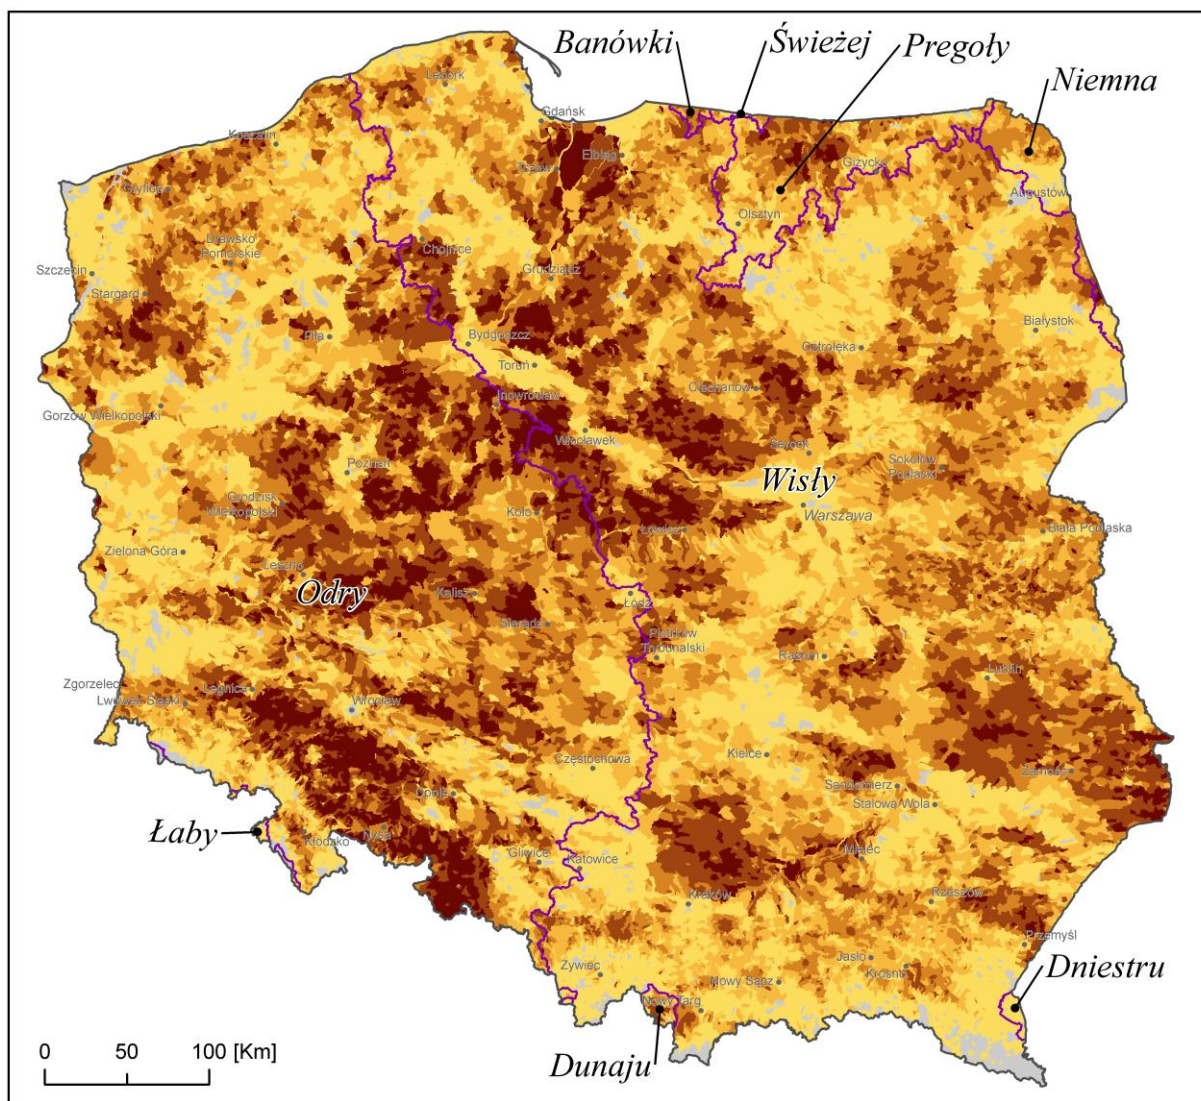 Banówki
Świeżej
Pregoły
Niemna
Lębork
Gdańsk
Koszalin
Elbląg
Tczew
Giżycko
Gryfice
Augustów
Olsztyn
Drawsko
Pomorskie
Chojnice
Szczecin
Grudziądz
Stargard
Białystok
Piła
Bydgoszcz
Ostrołęka
Toruń
Ciechanów
Inowrocław
Gorzów Wielkopolski
Włocławek
Serock
Sokołów
Podlaski
Poznań
Wisły
Grodzisk
Wielkopolski
Koło
Warszawa
Łowicz
Biała Podlaska
Zielona Góra
Leszno
Odry
Kalisz
Łódź
Sieradz
Piotrków
Trybunalski
Radom
Lublin
Zgorzelec
Legnica
Lwówek Śląski
Wrocław
Kielce
Częstochowa
Zamość
Sandomierz
Opole
Stalowa Wola
Łaby
Kłodzko
Nysa
Gliwice
Katowice
Mielec
Kraków
Rzeszów
Przemyśl
Jasło
Krosno
Żywiec
Nowy Sącz
Dniestru
Nowy Targ
Dunaju
0 50 100 [Km]